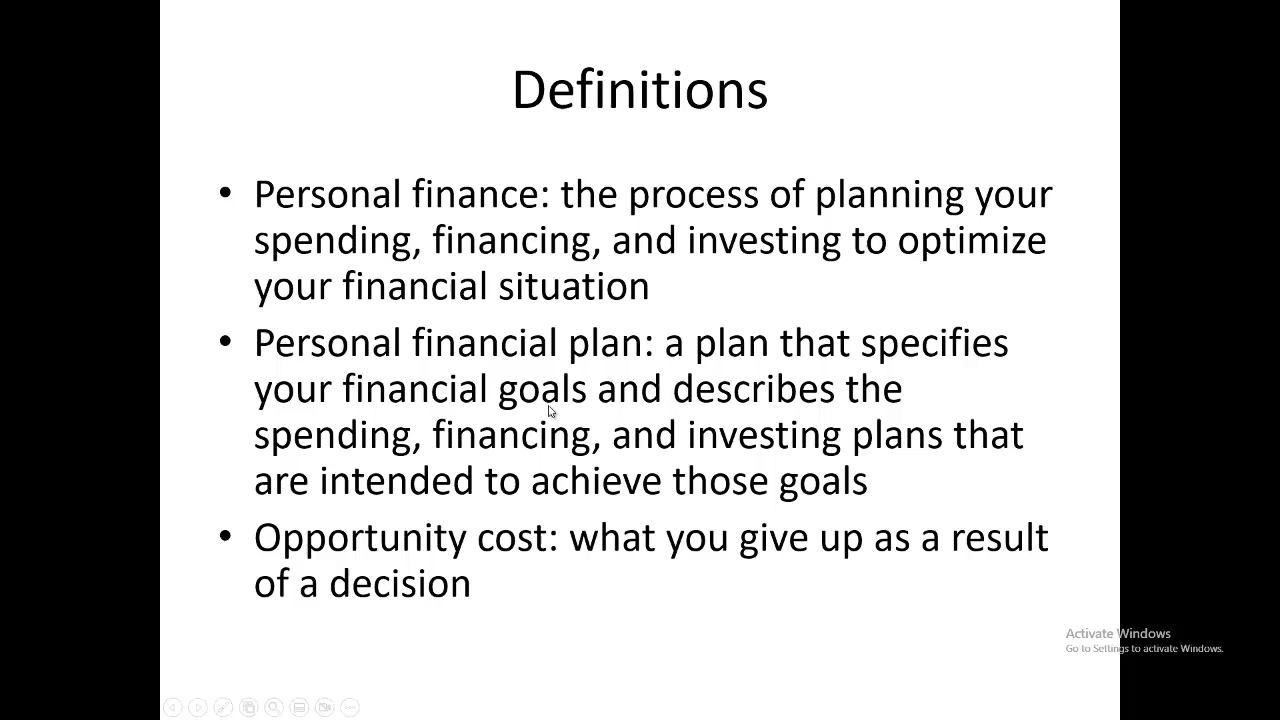 Definitions
• Personal finance: the process of planning your
spending, financing, and investing to optimize
your financial situation
• Personal financial plan: a plan that specifies
your financial goals and describes the
spending, financing, and investing plans that
are intended to achieve those goals
• Opportunity cost: what you give up as a result
of a decision
Activate Windows
Go to Settings to activate Windows.